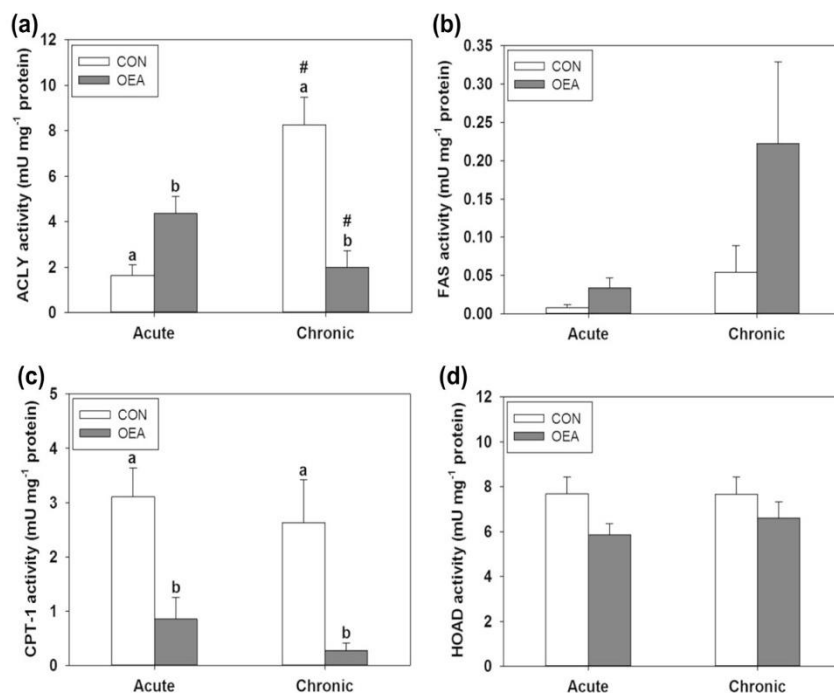 (a)
12
10
8
6
4
2
0
ACLY activity (mU mg⁻¹ protein)
CON
OEA
a
b
#
a
#
b
Acute
Chronic
(b)
0.35
0.30
0.25
0.20
0.15
0.10
0.05
0.00
FAS activity (mU mg⁻¹ protein)
CON
OEA
Acute
Chronic
(c)
5
4
3
2
1
0
CPT-1 activity (mU mg⁻¹ protein)
CON
OEA
a
b
a
b
Acute
Chronic
(d)
12
10
8
6
4
2
0
HOAD activity (mU mg⁻¹ protein)
CON
OEA
Acute
Chronic